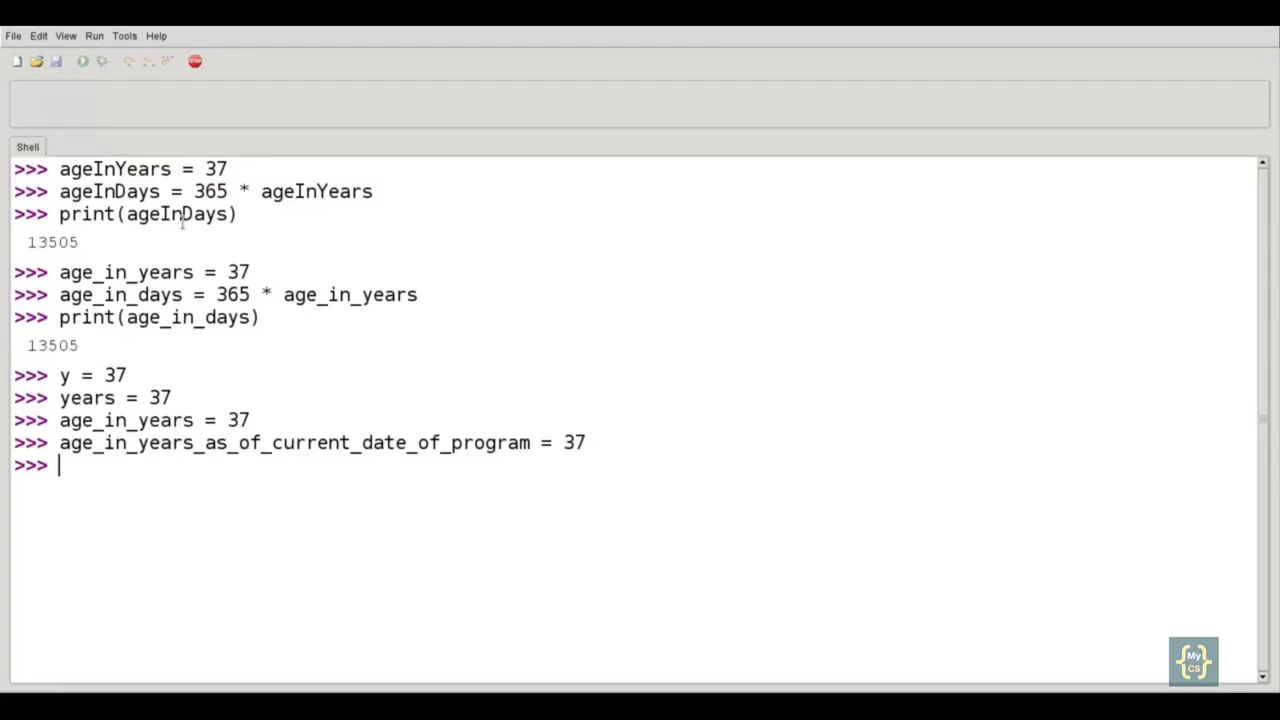 File Edit View Run Tools Help
STOP
Shell
>>> ageInYears = 37
>>> ageInDays = 365 * ageInYears
>>> print(ageInDays)
13505
>>> age_in_years = 37
>>> age_in_days = 365 * age_in_years
>>> print(age_in_days)
13505
>>> y = 37
>>> years = 37
>>> age_in_years = 37
>>> age_in_years_as_of_current_date_of_program = 37
>>>
{My
CS}